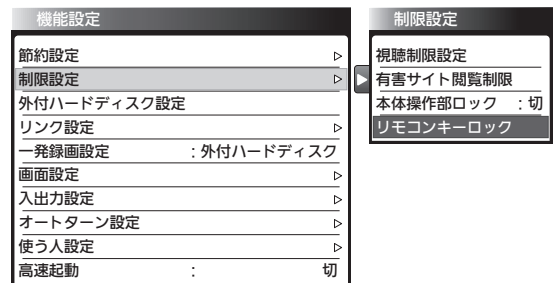 機能設定
節約設定
制限設定
外付ハードディスク設定
リンク設定
一発録画設定 :外付ハードディスク
画面設定
入出力設定
オートターン設定
使う人設定
高速起動 : 切
制限設定
視聴制限設定
有害サイト閲覧制限
本体操作部ロック :切
リモコンキーロック